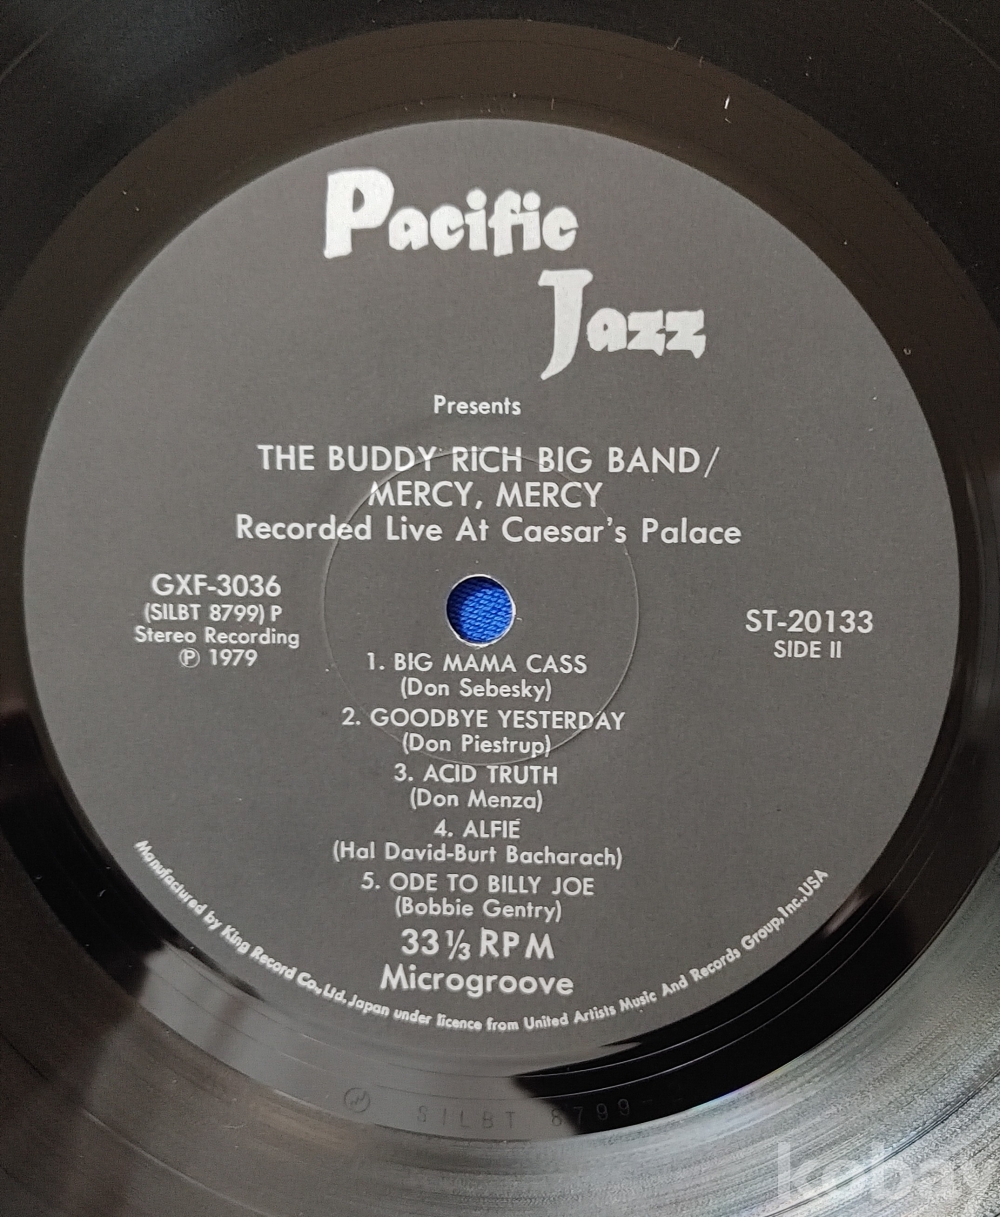 Pacific
Jazz
Presents
THE BUDDY RICH BIG BAND/
MERCY, MERCY
Recorded Live At Caesar's Palace
GXF-3036
(SILBT 8799) P
Stereo Recording
Ⓟ 1979
ST-20133
SIDE II
1. BIG MAMA CASS
(Don Sebesky)
2. GOODBYE YESTERDAY
(Don Piestrup)
3. ACID TRUTH
(Don Menza)
4. ALFIE
(Hal David-Burt Bacharach)
5. ODE TO BILLY JOE
(Bobbie Gentry)
33 1/3 RPM
Microgroove
Manufactured by King Record Co., Ltd. Japan under licence from United Artists Music And Records Group, Inc. USA
SILBT 8799
kobay